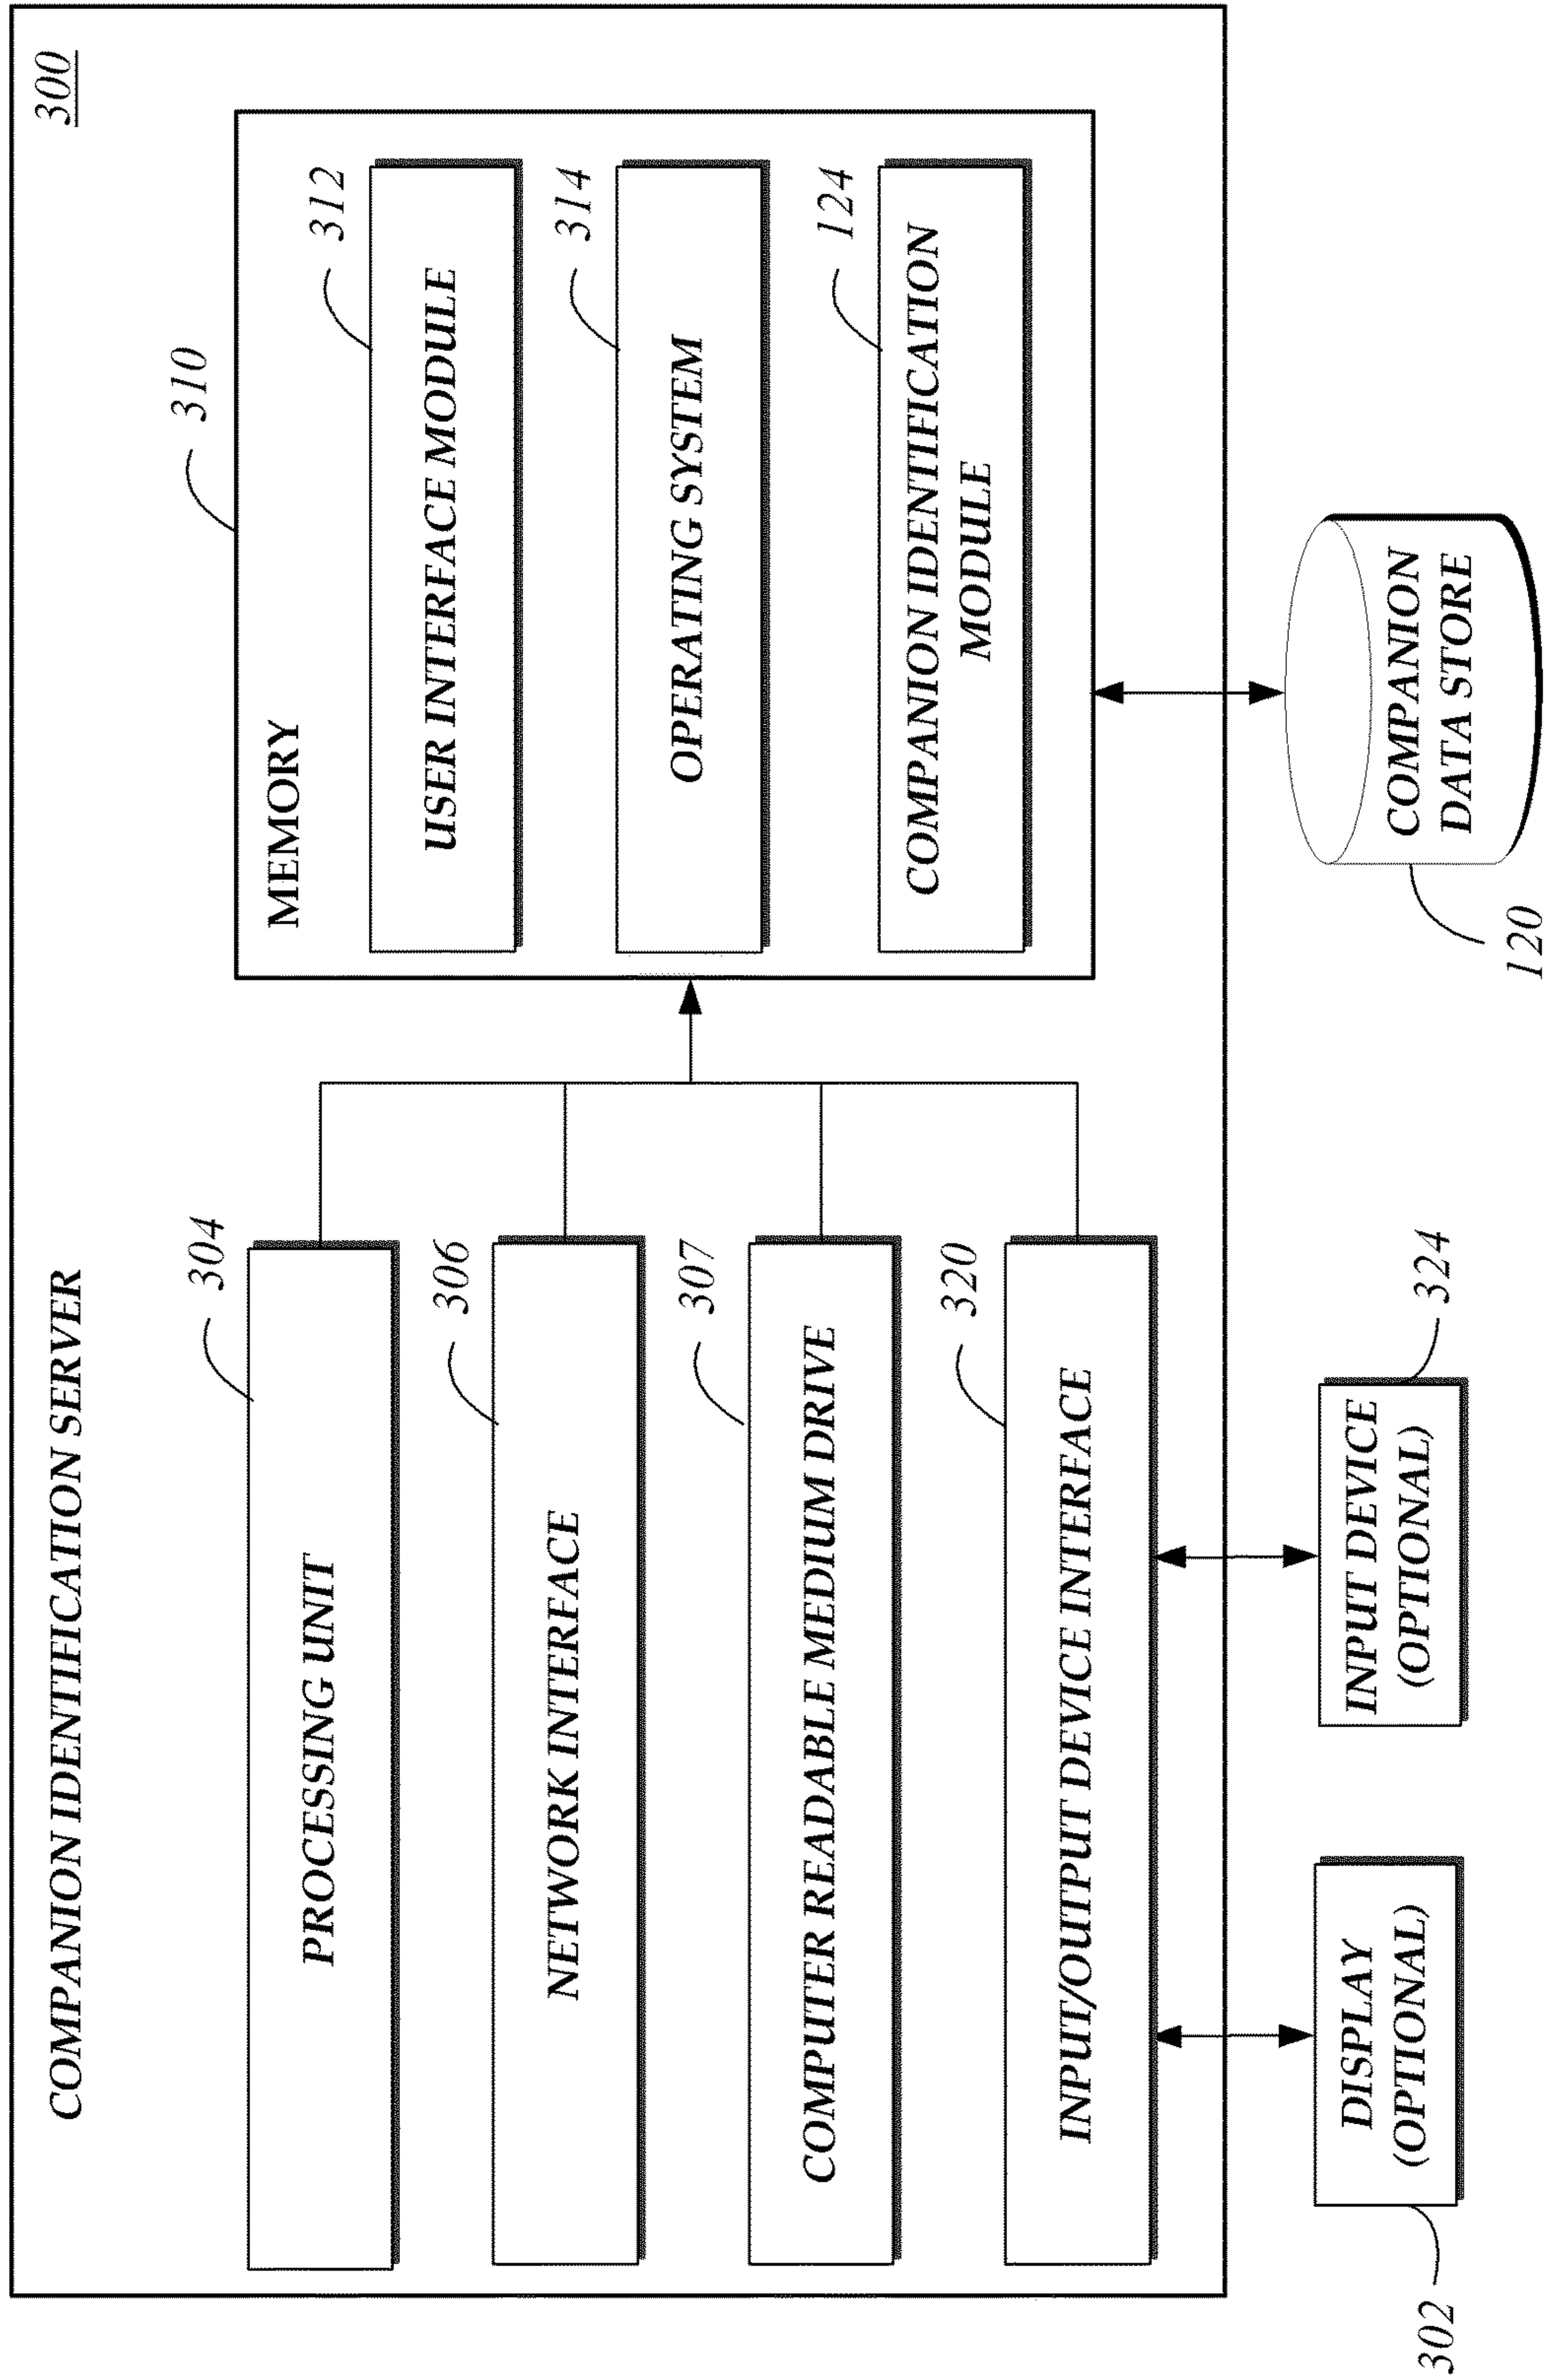 COMPANION IDENTIFICATION SERVER
300
304
PROCESSING UNIT
306
NETWORK INTERFACE
307
COMPUTER READABLE MEDIUM DRIVE
320
INPUT/OUTPUT DEVICE INTERFACE
310
MEMORY
312
USER INTERFACE MODULE
314
OPERATING SYSTEM
124
COMPANION IDENTIFICATION
MODULE
302
DISPLAY
(OPTIONAL)
INPUT DEVICE
(OPTIONAL)
324
120
COMPANION
DATA STORE